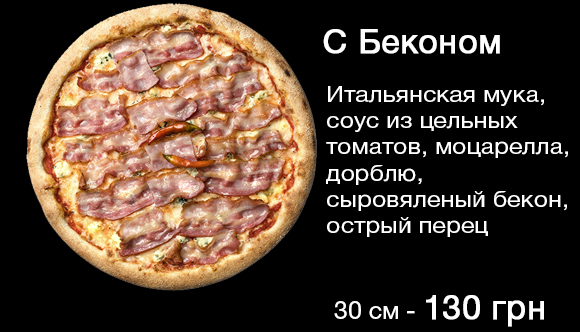 С Беконом
Итальянская мука,
соус из цельных
томатов, моцарелла,
дорблю,
сыровяленый бекон,
острый перец
30 см - 130 грн